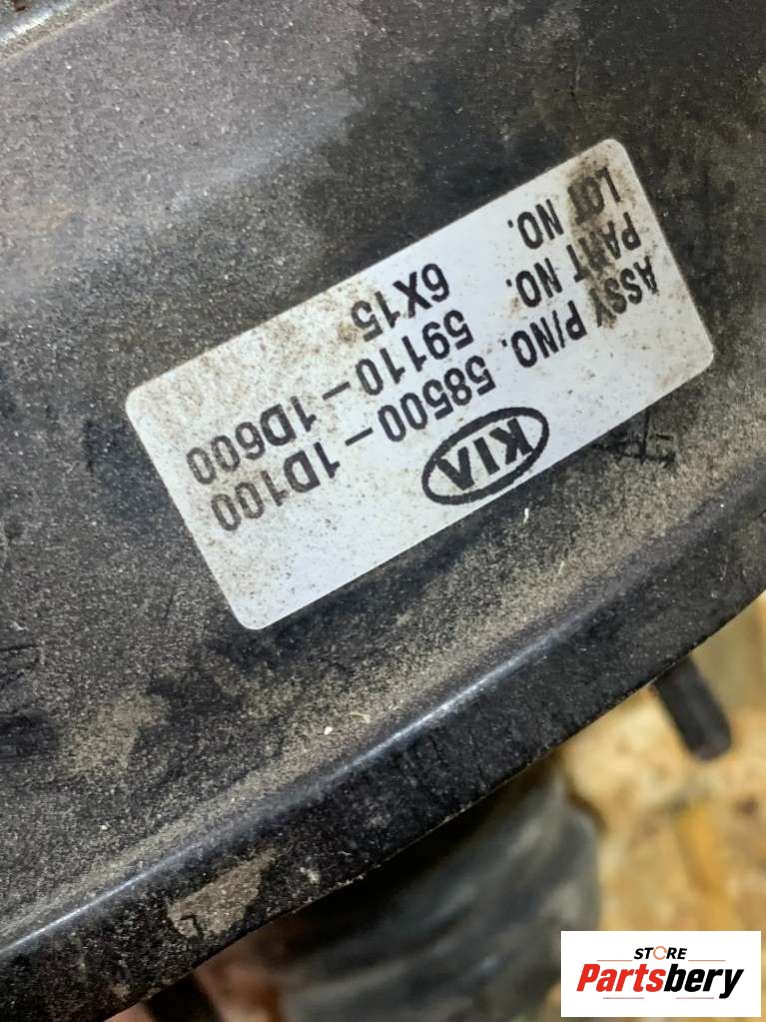 KIA
ASSY P/NO. 58500-1D100
PART NO. 59110-1D600
LOT NO. 6X15
STORE
Partsbery